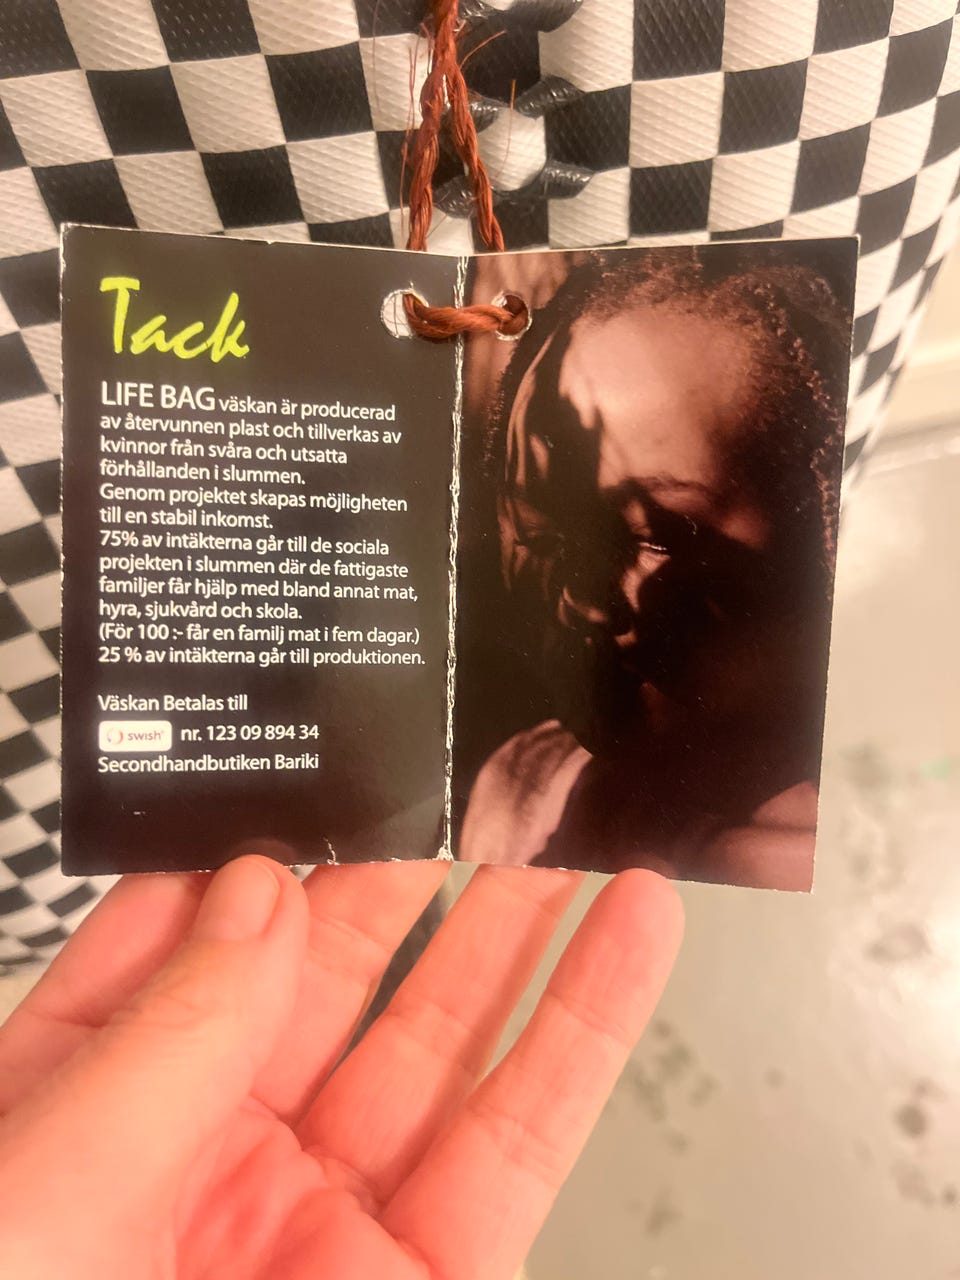 Tack
LIFE BAG väskan är producerad
av återvunnen plast och tillverkas av
kvinnor från svåra och utsatta
förhållanden i slummen.
Genom projektet skapas möjligheten
till en stabil inkomst.
75% av intäkterna går till de sociala
projekten i slummen där de fattigaste
familjer får hjälp med bland annat mat,
hyra, sjukvård och skola.
(För 100 :- får en familj mat i fem dagar.)
25 % av intäkterna går till produktionen.
Väskan Betalas till
swish® nr. 123 09 894 34
Secondhandbutiken Bariki